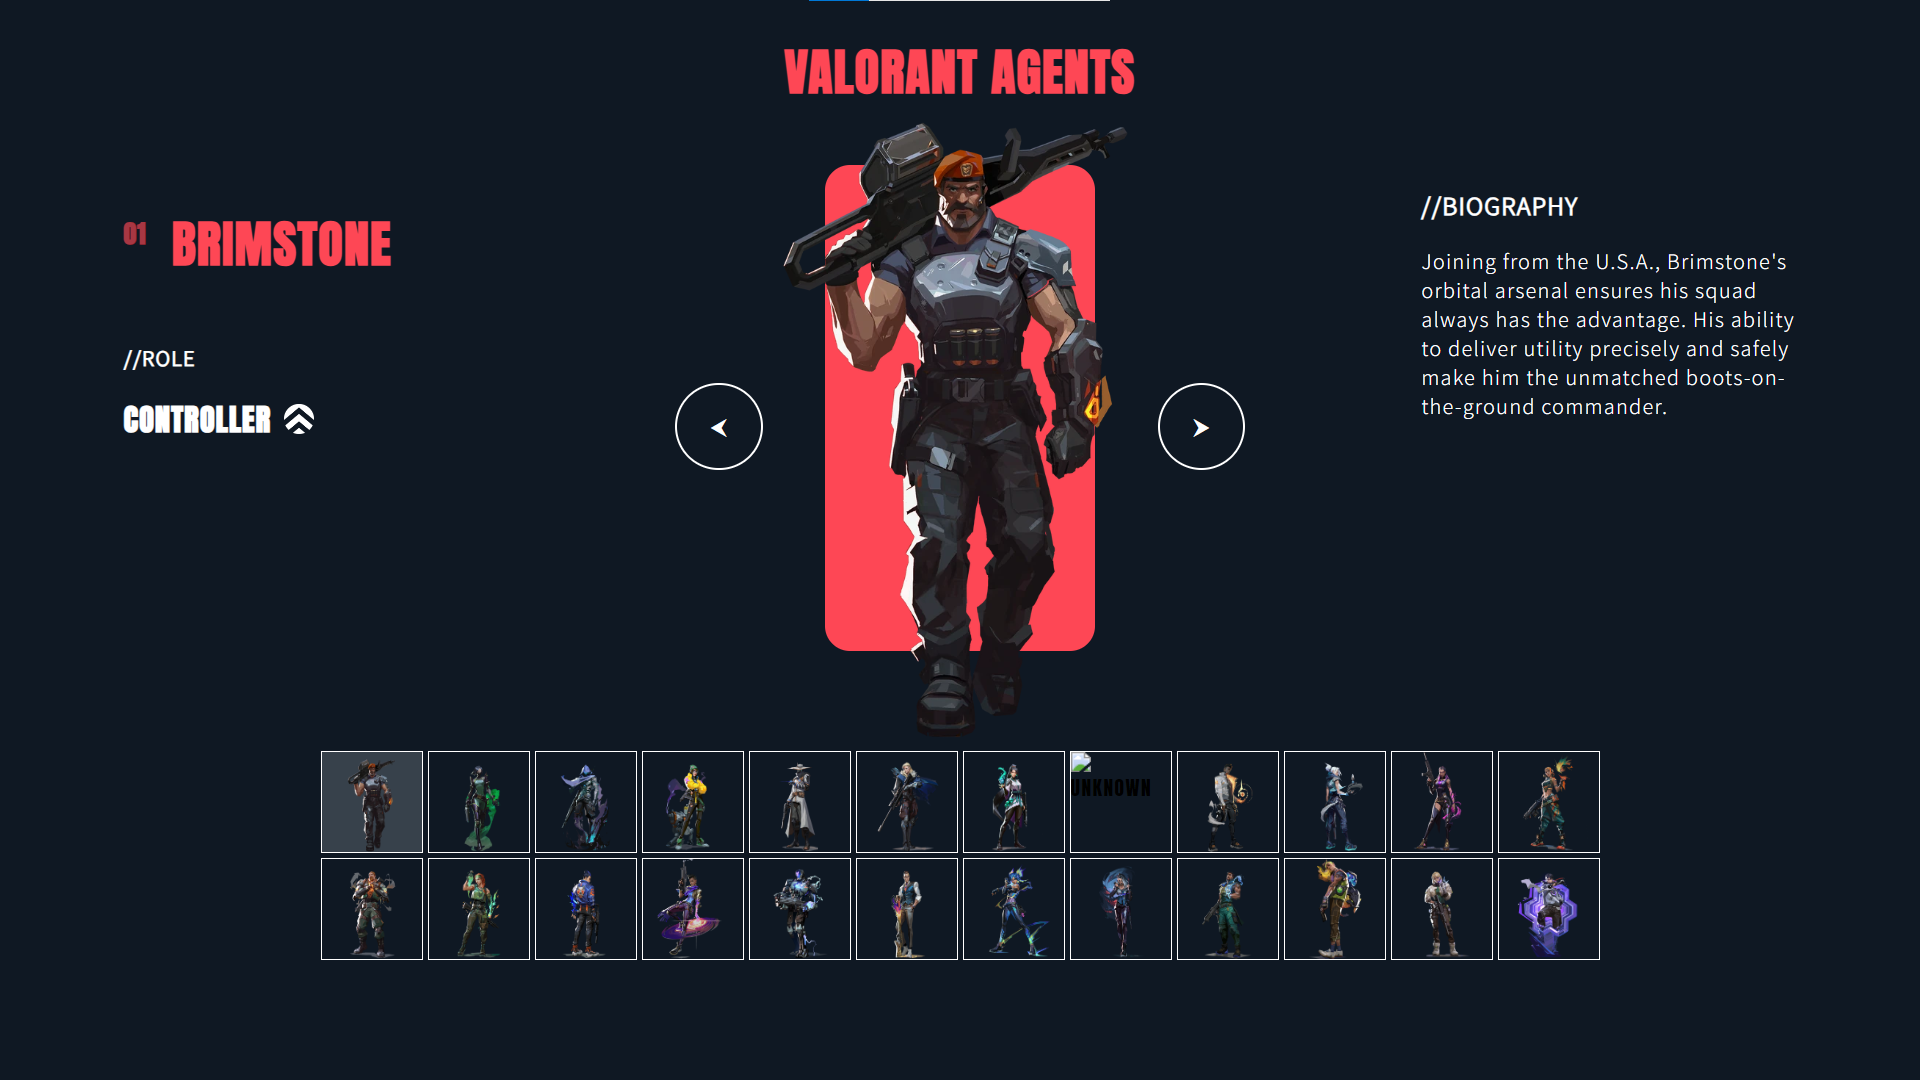 VALORANT AGENTS
01 BRIMSTONE
//ROLE
CONTROLLER
//BIOGRAPHY
Joining from the U.S.A., Brimstone's
orbital arsenal ensures his squad
always has the advantage. His ability
to deliver utility precisely and safely
make him the unmatched boots-on-
the-ground commander.
UNKNOWN